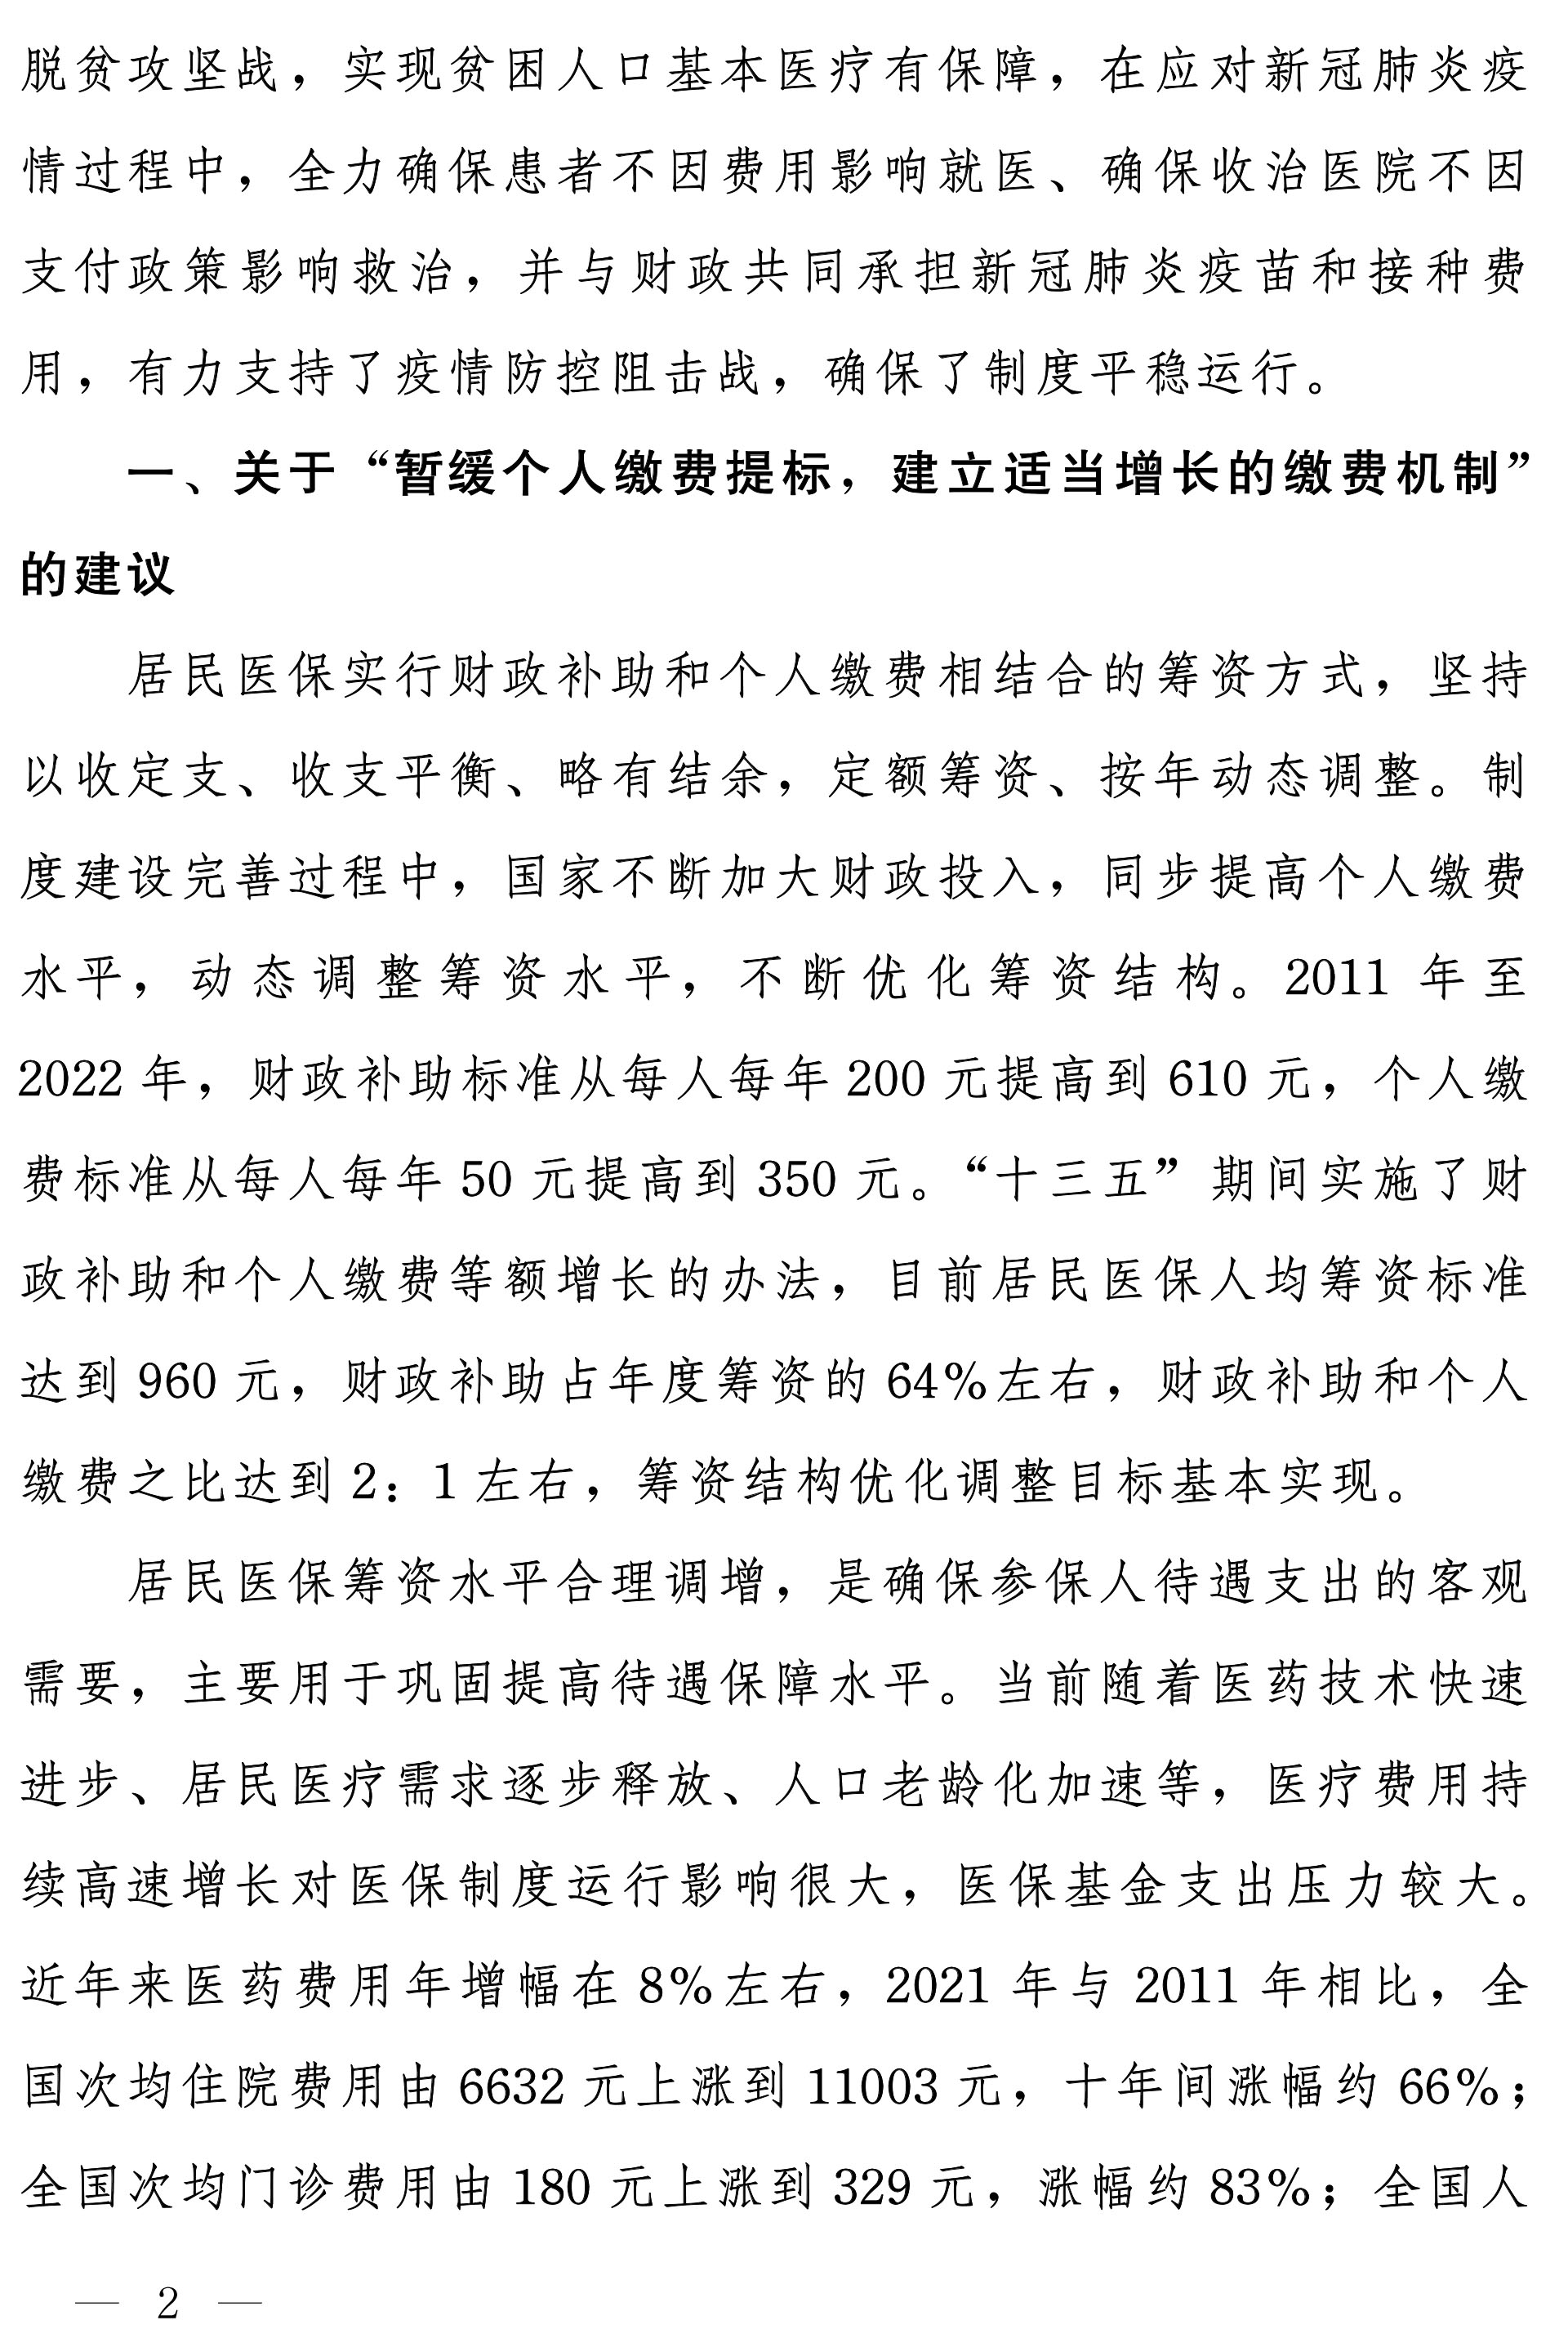 脱贫攻坚战，实现贫困人口基本医疗有保障，在应对新冠肺炎疫
情过程中，全力确保患者不因费用影响就医、确保收治医院不因
支付政策影响救治，并与财政共同承担新冠肺炎疫苗和接种费
用，有力支持了疫情防控阻击战，确保了制度平稳运行。
一、关于“暂缓个人缴费提标，建立适当增长的缴费机制”
的建议
居民医保实行财政补助和个人缴费相结合的筹资方式，坚持
以收定支、收支平衡、略有结余，定额筹资、按年动态调整。制
度建设完善过程中，国家不断加大财政投入，同步提高个人缴费
水平，动态调整筹资水平，不断优化筹资结构。2011 年至
2022 年，财政补助标准从每人每年 200 元提高到 610 元，个人缴
费标准从每人每年 50 元提高到 350 元。“十三五”期间实施了财
政补助和个人缴费等额增长的办法，目前居民医保人均筹资标准
达到 960 元，财政补助占年度筹资的 64%左右，财政补助和个人
缴费之比达到 2：1 左右，筹资结构优化调整目标基本实现。
居民医保筹资水平合理调增，是确保参保人待遇支出的客观
需要，主要用于巩固提高待遇保障水平。当前随着医药技术快速
进步、居民医疗需求逐步释放、人口老龄化加速等，医疗费用持
续高速增长对医保制度运行影响很大，医保基金支出压力较大。
近年来医药费用年增幅在 8%左右，2021 年与 2011 年相比，全
国次均住院费用由 6632 元上涨到 11003 元，十年间涨幅约 66%；
全国次均门诊费用由 180 元上涨到 329 元，涨幅约 83%；全国人
— 2 —